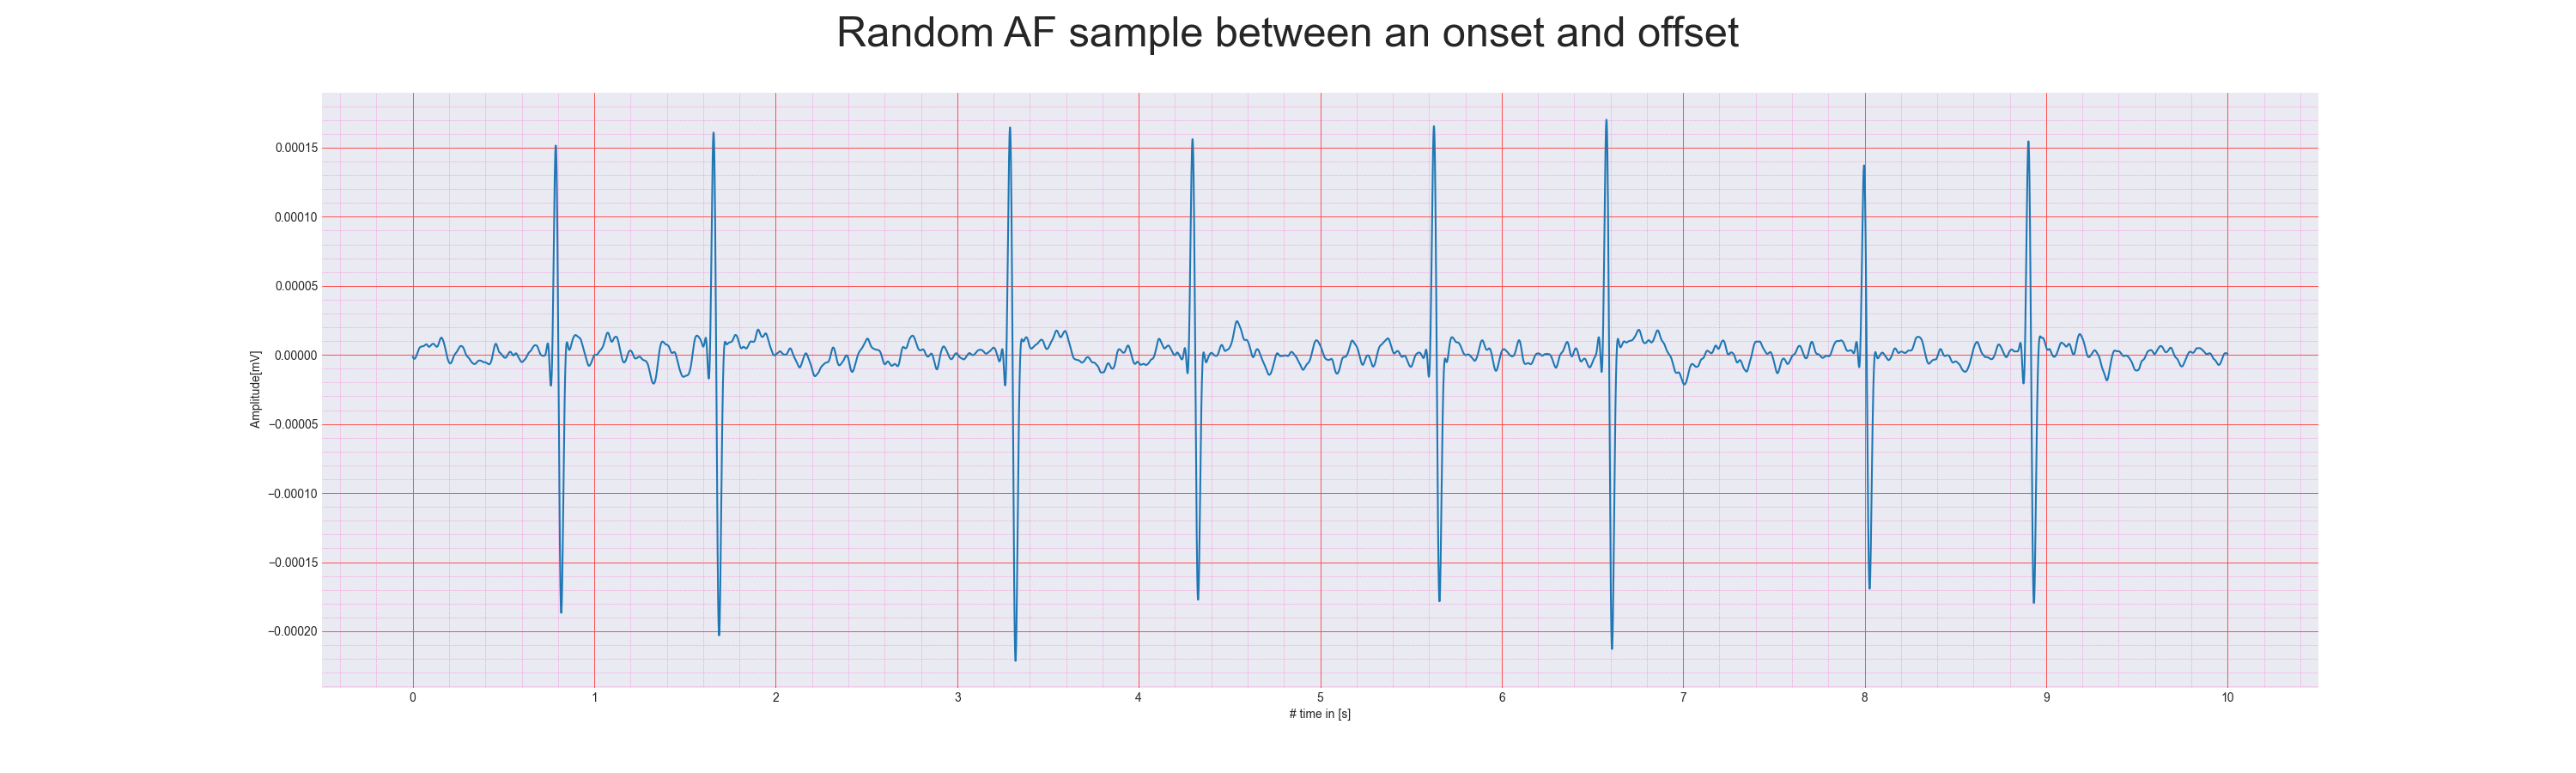 Random AF sample between an onset and offset
0.00015
0.00010
0.00005
0.00000
−0.00005
−0.00010
−0.00015
−0.00020
Amplitude[mV]
0 1 2 3 4 5 6 7 8 9 10
# time in [s]